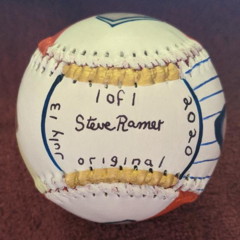 1 of 1
Steve Ramer
original
July 13
2020